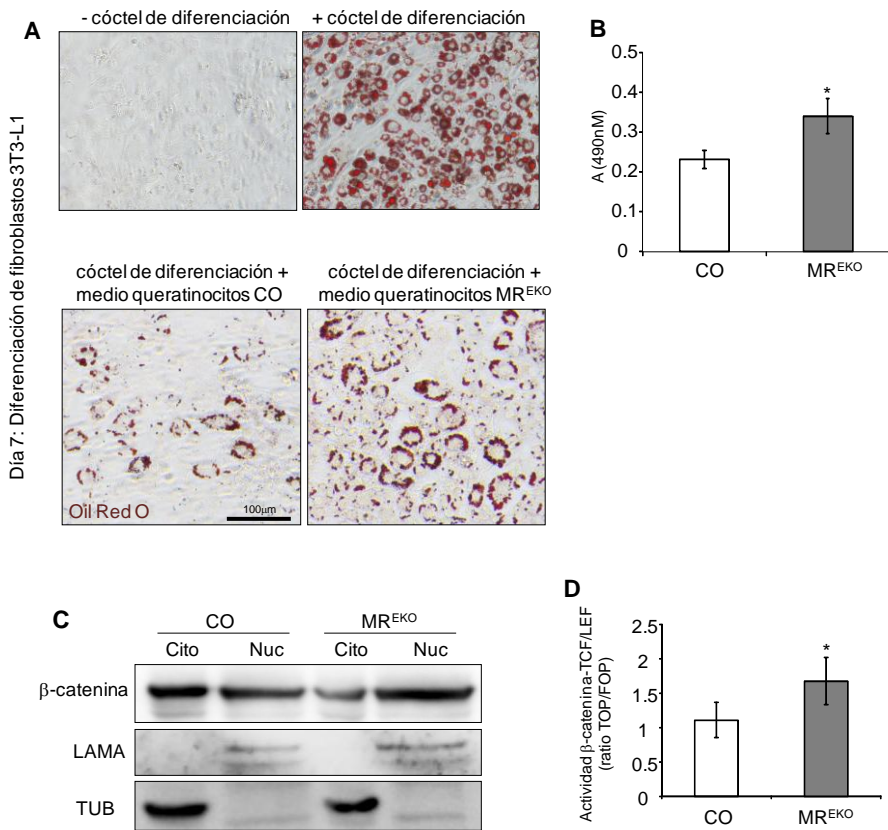 A
- cóctel de diferenciación
+ cóctel de diferenciación
Día 7: Diferenciación de fibroblastos 3T3-L1
cóctel de diferenciación +
medio queratinocitos CO
cóctel de diferenciación +
medio queratinocitos MR^EKO
Oil Red O
100μm
B
A (490nM)
0.5
0.4
0.3
0.2
0.1
0
*
CO
MR^EKO
C
CO
MR^EKO
Cito
Nuc
Cito
Nuc
β-catenina
LAMA
TUB
D
Actividad β-catenina-TCF/LEF
(ratio TOP/FOP)
2.5
2
1.5
1
0.5
0
*
CO
MR^EKO